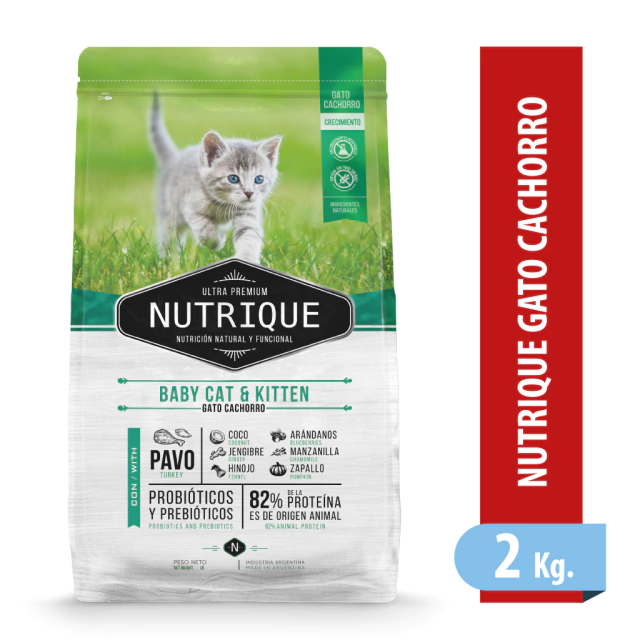 GATO
CACHORRO
CRECIMIENTO
INGREDIENTES
NATURALES
ULTRA PREMIUM
NUTRIQUE
NUTRICIÓN NATURAL Y FUNCIONAL
BABY CAT & KITTEN
GATO CACHORRO
CON / WITH
PAVO
TURKEY
COCO
COCONUT
JENGIBRE
GINGER
HINOJO
FENNEL
ARÁNDANOS
BLUEBERRIES
MANZANILLA
CHAMOMILE
ZAPALLO
PUMPKIN
PROBIÓTICOS
Y PREBIÓTICOS
PROBIOTICS AND PREBIOTICS
82% DE LA PROTEÍNA
ES DE ORIGEN ANIMAL
82% ANIMAL PROTEIN
N
PESO NETO
NET WEIGHT
INDUSTRIA ARGENTINA
MADE IN ARGENTINA
NUTRIQUE GATO CACHORRO
2 Kg.